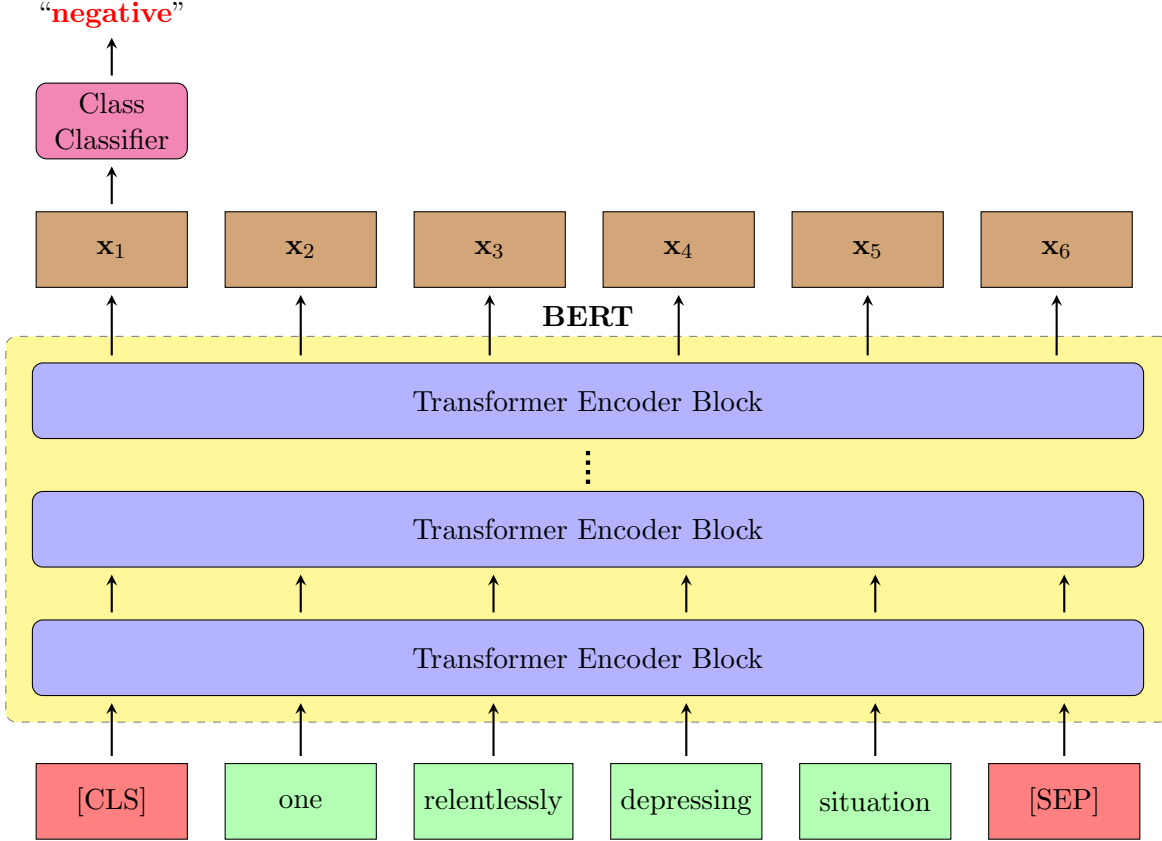 “negative”
Class
Classifier
x₁ x₂ x₃ x₄ x₅ x₆
BERT
Transformer Encoder Block
Transformer Encoder Block
Transformer Encoder Block
[CLS] one relentlessly depressing situation [SEP]